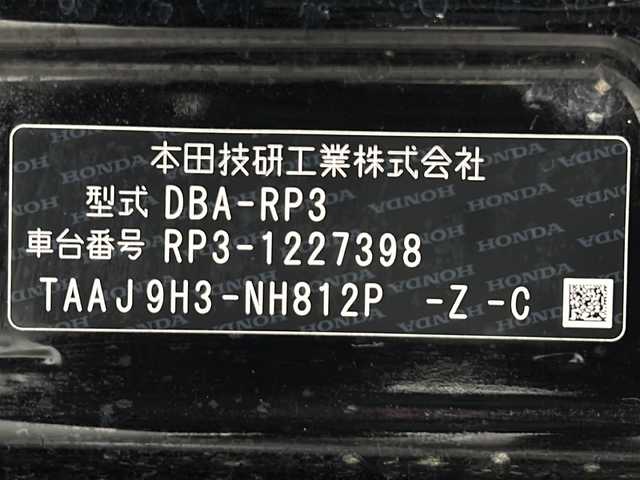 本田技研工業株式会社
型式 DBA-RP3
車台番号 RP3-1227398
TAAJ9H3-NH812P -Z-C